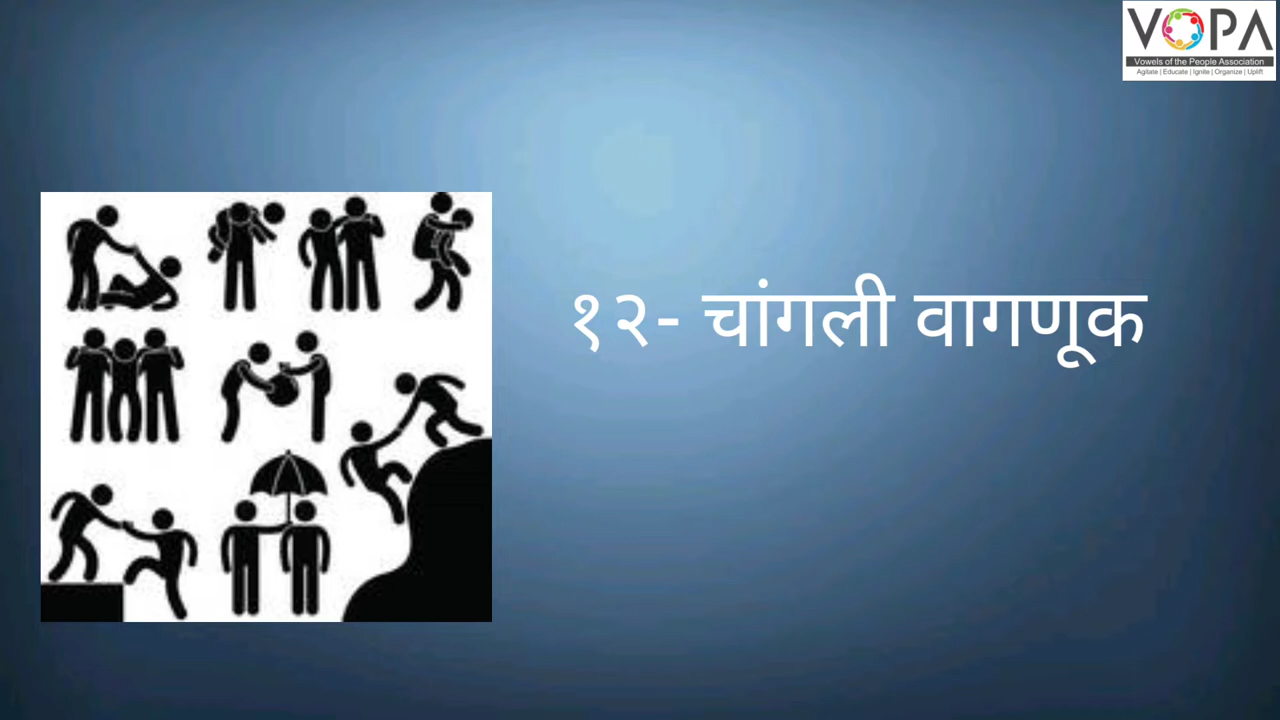 VOPA
Vowels of the People Association
Agitate | Educate | Ignite | Organize | Uplift
१२- चांगली वागणूक